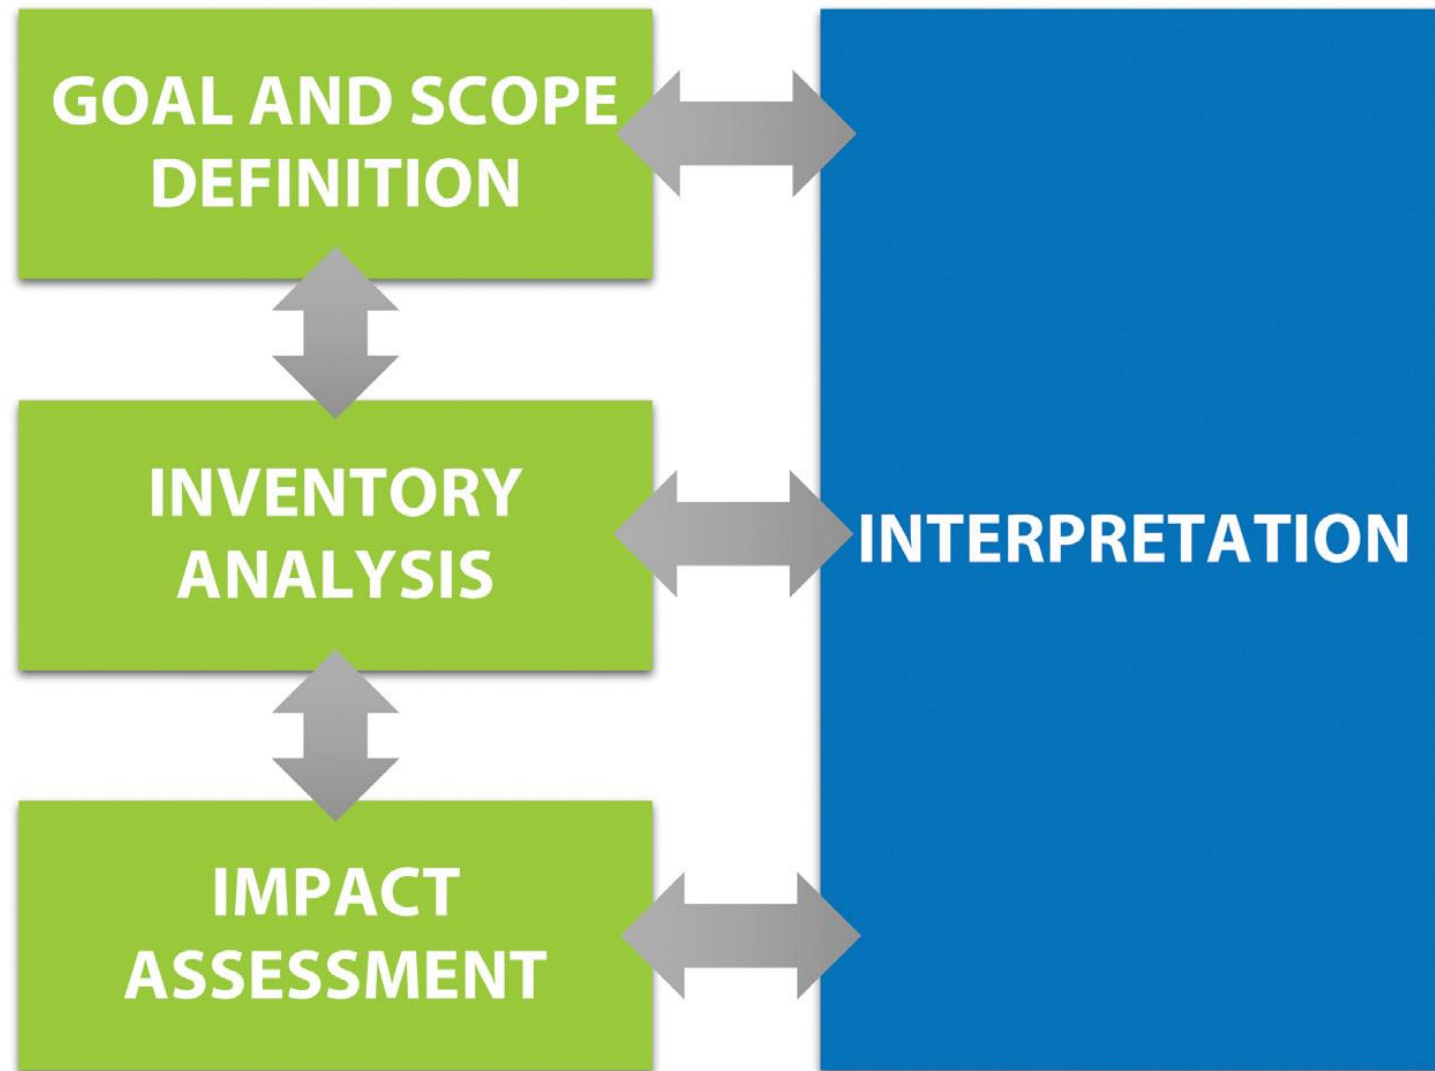 GOAL AND SCOPE
DEFINITION
INVENTORY
ANALYSIS
INTERPRETATION
IMPACT
ASSESSMENT